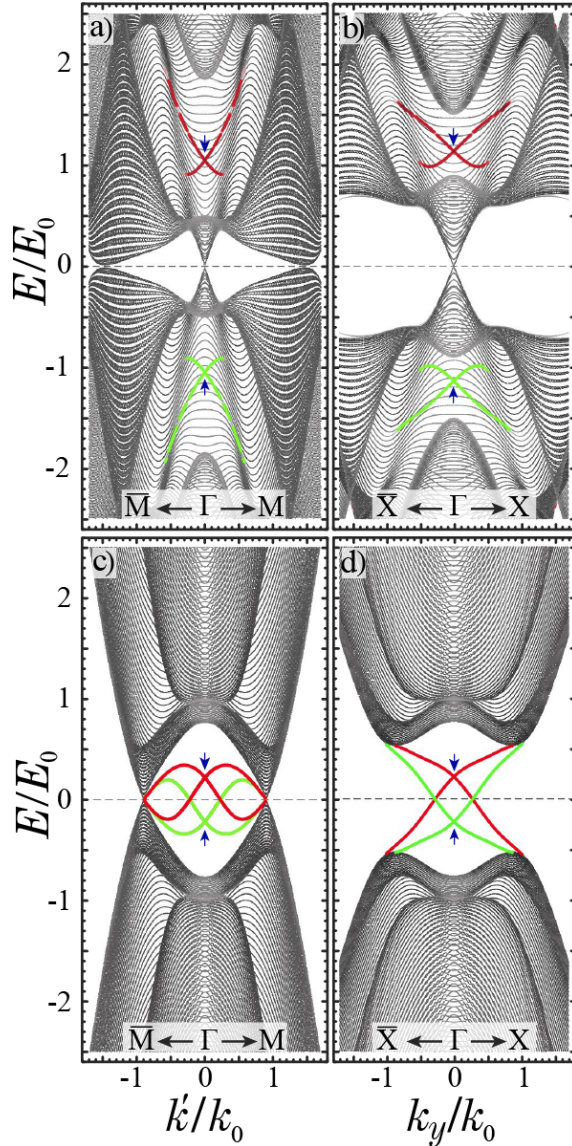 a)
b)
2
1
0
-1
-2
E/E₀
M̅ ← Γ → M
X̅ ← Γ → X
c)
d)
2
1
0
-1
-2
E/E₀
M̅ ← Γ → M
X̅ ← Γ → X
-1 0 1
-1 0 1
k'/k₀
k_y/k₀